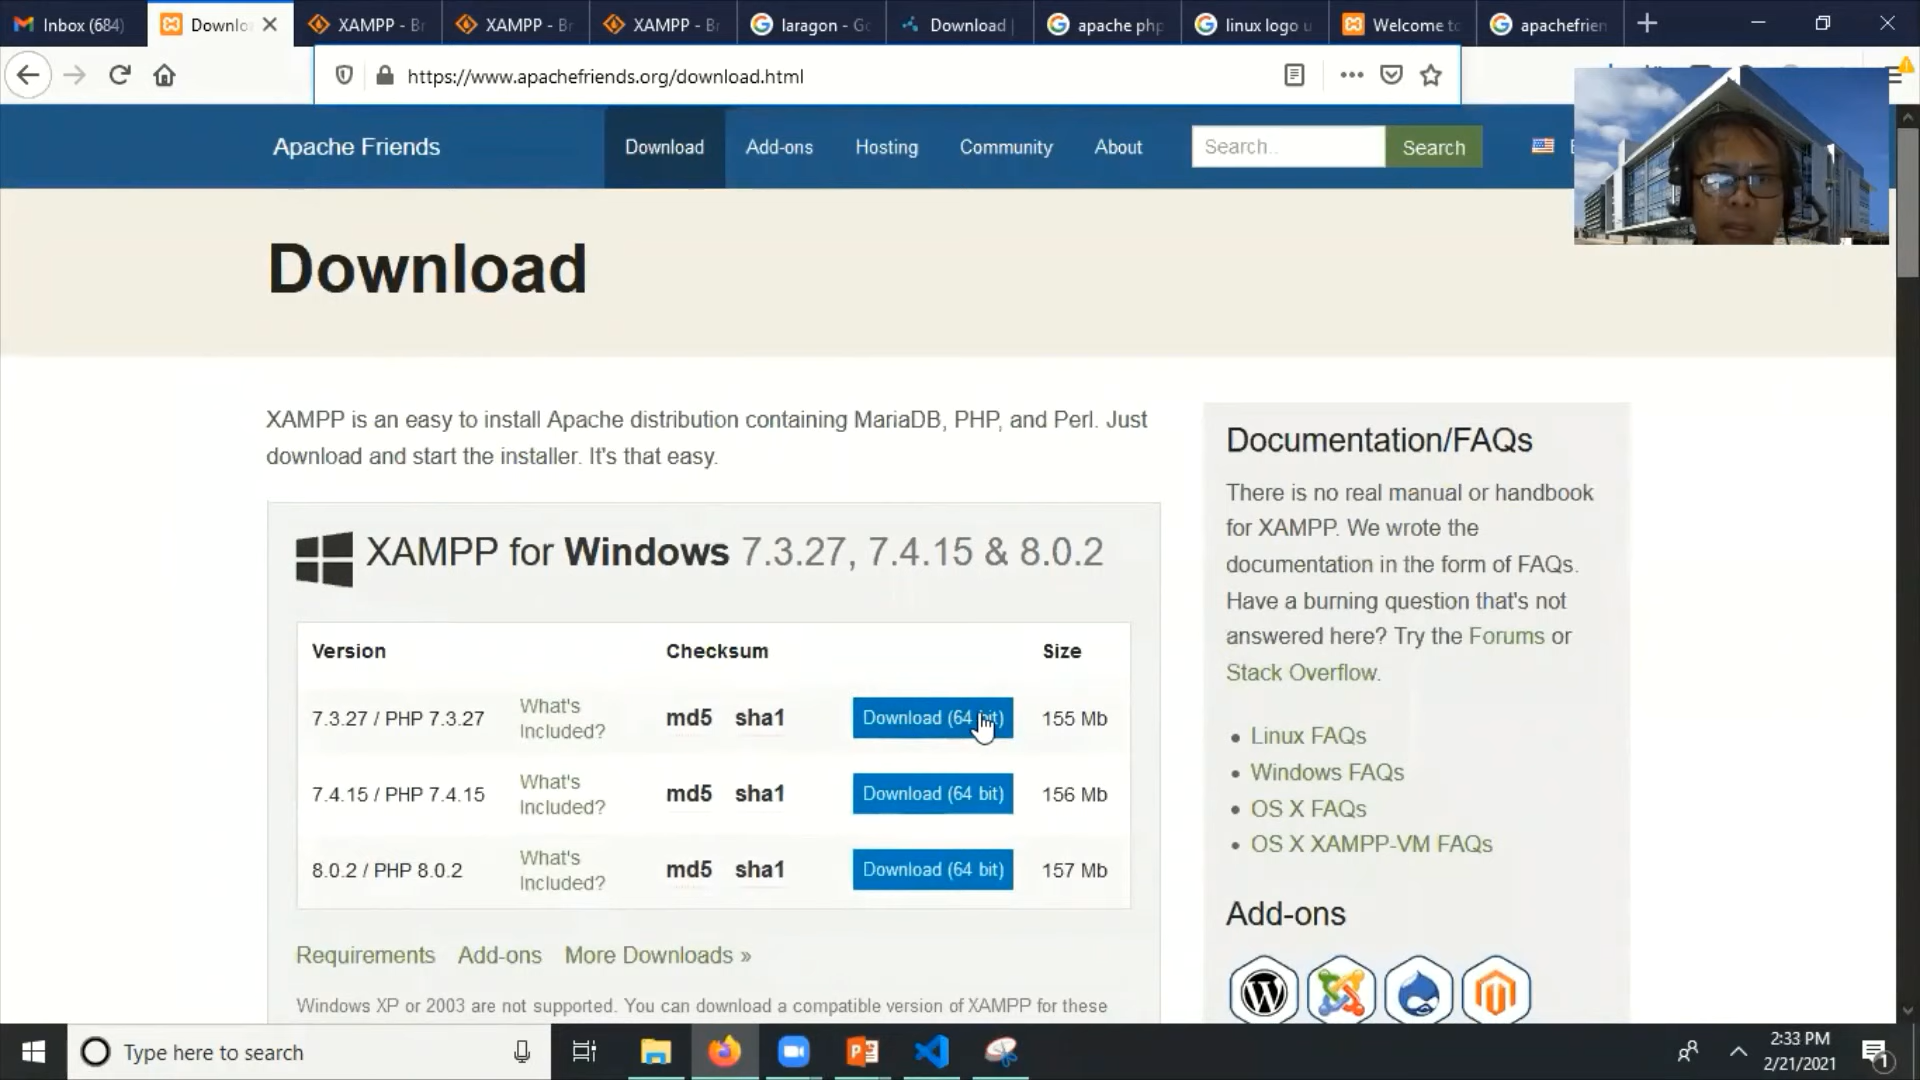 Inbox (684)
Downlo
XAMPP - Br
XAMPP - Br
XAMPP - Br
laragon - Go
Download |
apache php
linux logo u
Welcome to
apachefrien
https://www.apachefriends.org/download.html
Apache Friends
Download
Add-ons
Hosting
Community
About
Search..
Search
Download
XAMPP is an easy to install Apache distribution containing MariaDB, PHP, and Perl. Just
download and start the installer. It's that easy.
XAMPP for Windows 7.3.27, 7.4.15 & 8.0.2
Version Checksum Size
7.3.27 / PHP 7.3.27 What's Included? md5 sha1 Download (64 bit) 155 Mb
7.4.15 / PHP 7.4.15 What's Included? md5 sha1 Download (64 bit) 156 Mb
8.0.2 / PHP 8.0.2 What's Included? md5 sha1 Download (64 bit) 157 Mb
Requirements Add-ons More Downloads »
Windows XP or 2003 are not supported. You can download a compatible version of XAMPP for these
Documentation/FAQs
There is no real manual or handbook
for XAMPP. We wrote the
documentation in the form of FAQs.
Have a burning question that's not
answered here? Try the Forums or
Stack Overflow.
Linux FAQs
Windows FAQs
OS X FAQs
OS X XAMPP-VM FAQs
Add-ons
Type here to search
2:33 PM
2/21/2021
1